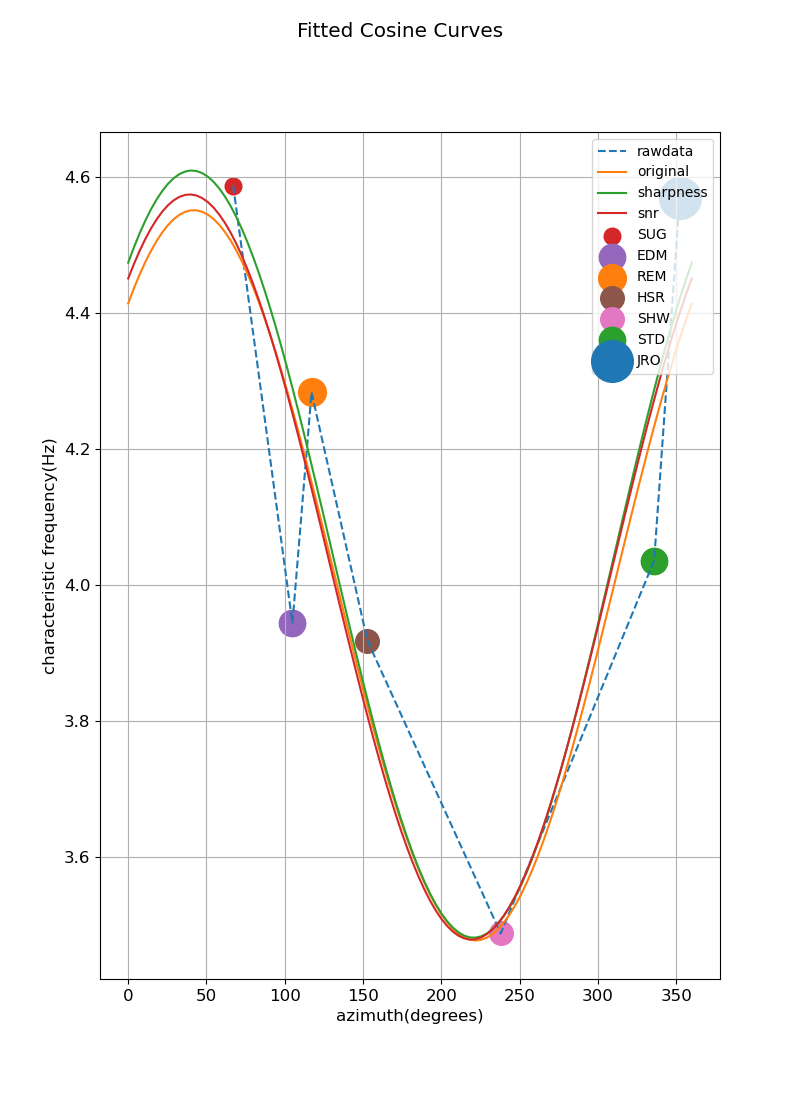 Fitted Cosine Curves
rawdata
original
sharpness
snr
SUG
EDM
REM
HSR
SHW
STD
JRO
characteristic frequency(Hz)
4.6
4.4
4.2
4.0
3.8
3.6
0 50 100 150 200 250 300 350
azimuth(degrees)